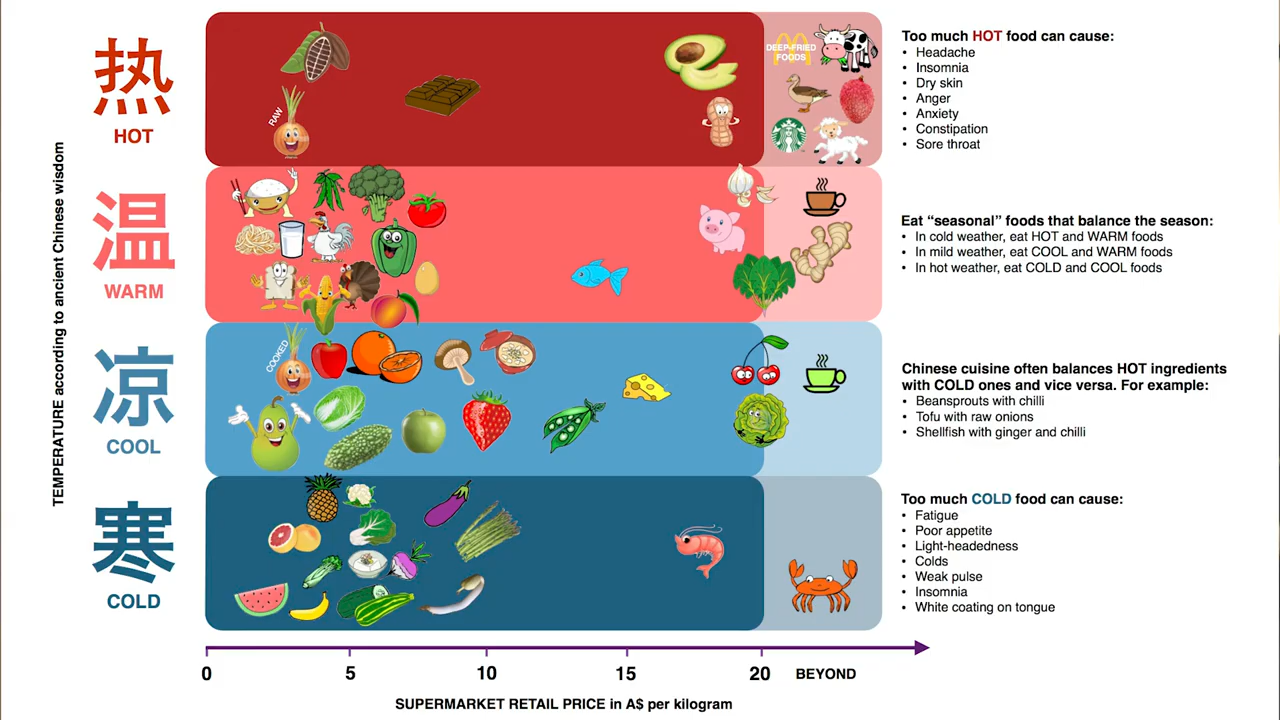 TEMPERATURE according to ancient Chinese wisdom
热
HOT
RAW
DEEP-FRIED
FOODS
Too much HOT food can cause:
• Headache
• Insomnia
• Dry skin
• Anger
• Anxiety
• Constipation
• Sore throat
温
WARM
Eat “seasonal” foods that balance the season:
• In cold weather, eat HOT and WARM foods
• In mild weather, eat COOL and WARM foods
• In hot weather, eat COLD and COOL foods
凉
COOL
COOKED
Chinese cuisine often balances HOT ingredients
with COLD ones and vice versa. For example:
• Beansprouts with chilli
• Tofu with raw onions
• Shellfish with ginger and chilli
寒
COLD
Too much COLD food can cause:
• Fatigue
• Poor appetite
• Light-headedness
• Colds
• Weak pulse
• Insomnia
• White coating on tongue
0 5 10 15 20 BEYOND
SUPERMARKET RETAIL PRICE in A$ per kilogram